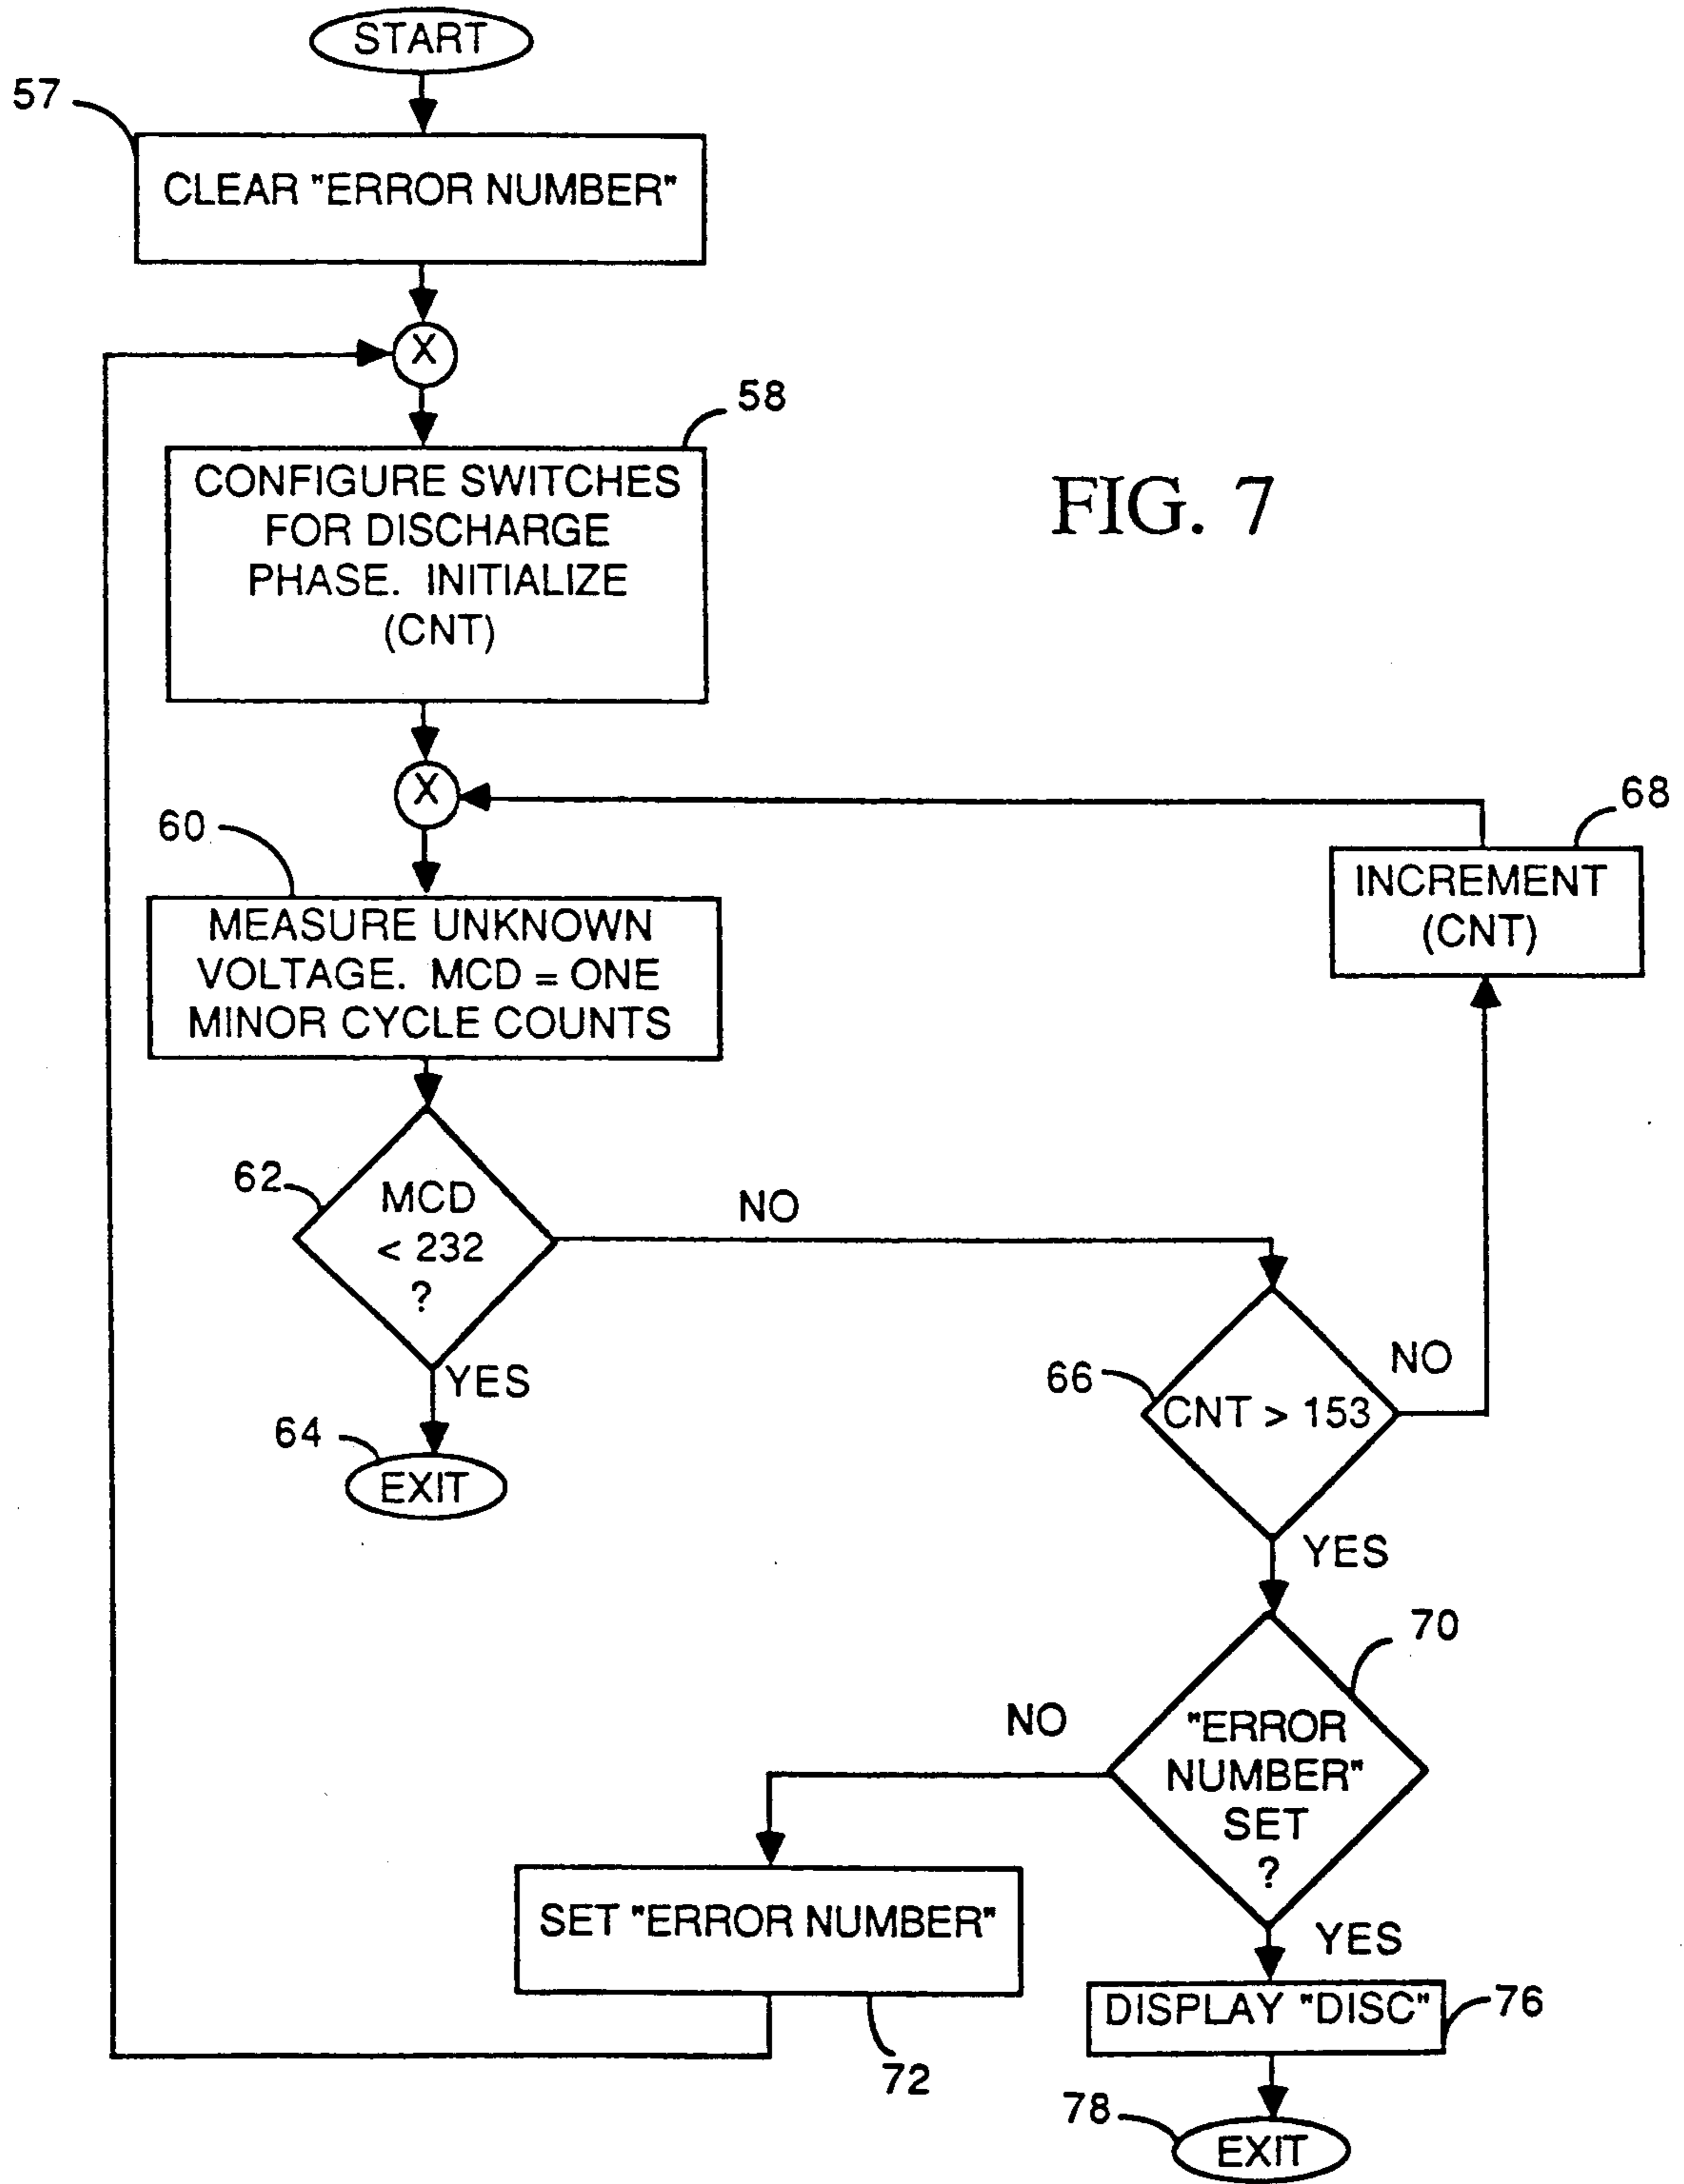 START
57
CLEAR "ERROR NUMBER"
X
58
CONFIGURE SWITCHES
FOR DISCHARGE
PHASE. INITIALIZE
(CNT)
FIG. 7
X
68
INCREMENT
(CNT)
60
MEASURE UNKNOWN
VOLTAGE. MCD = ONE
MINOR CYCLE COUNTS
62
MCD
< 232
?
NO
YES
64
EXIT
66
CNT > 153
NO
YES
70
"ERROR
NUMBER"
SET
?
NO
SET "ERROR NUMBER"
72
YES
DISPLAY "DISC"
76
78
EXIT